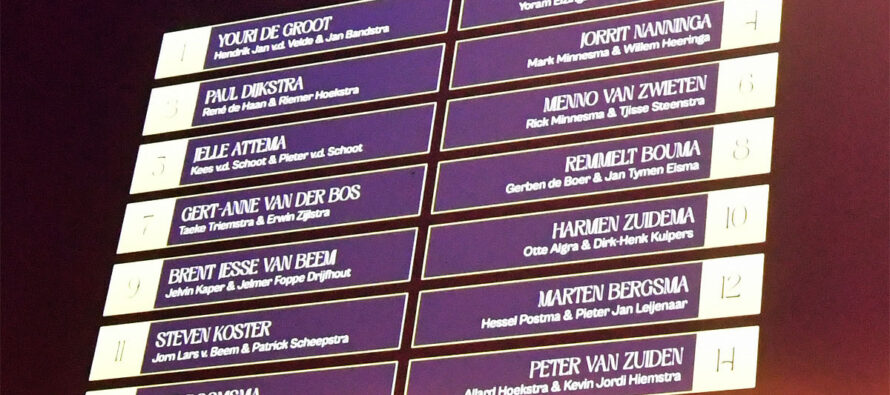 1
YOURI DE GROOT
Hendrik Jan v.d. Velde & Jan Bandstra
3
PAUL DIJKSTRA
René de Haan & Riemer Hoekstra
5
JELLE ATTEMA
Kees v.d. Schoot & Pieter v.d. Schoot
7
GERT-ANNE VAN DER BOS
Taeke Triemstra & Erwin Zijlstra
9
BRENT JESSE VAN BEEM
Jelvin Kaper & Jelmer Foppe Drijfhout
11
STEVEN KOSTER
Jorn Lars v. Beem & Patrick Scheepstra
Yoram
4
JORRIT NANNINGA
Mark Minnesma & Willem Heeringa
6
MENNO VAN ZWIETEN
Rick Minnesma & Tjisse Steenstra
8
REMMELT BOUMA
Gerben de Boer & Jan Tymen Eisma
10
HARMEN ZUIDEMA
Otte Algra & Dirk-Henk Kuipers
12
MARTEN BERGSMA
Hessel Postma & Pieter Jan Leijenaar
14
PETER VAN ZUIDEN
Allard Hoekstra & Kevin Jordi Hiemstra